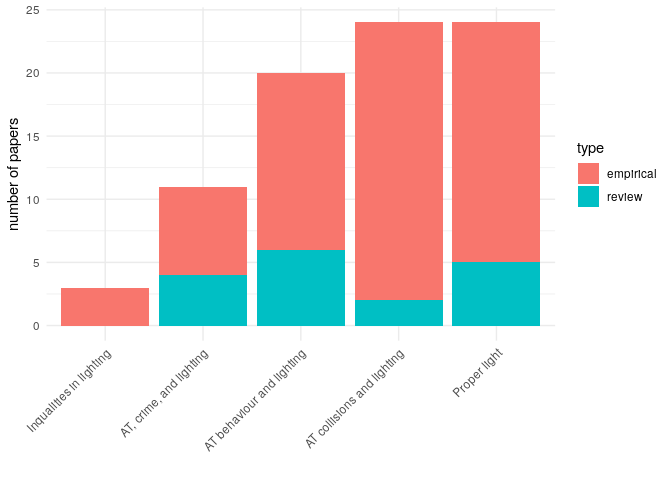 25
20
15
10
5
0
number of papers
Inqualities in lighting
AT, crime, and lighting
AT behaviour and lighting
AT collisions and lighting
Proper light
type
empirical
review